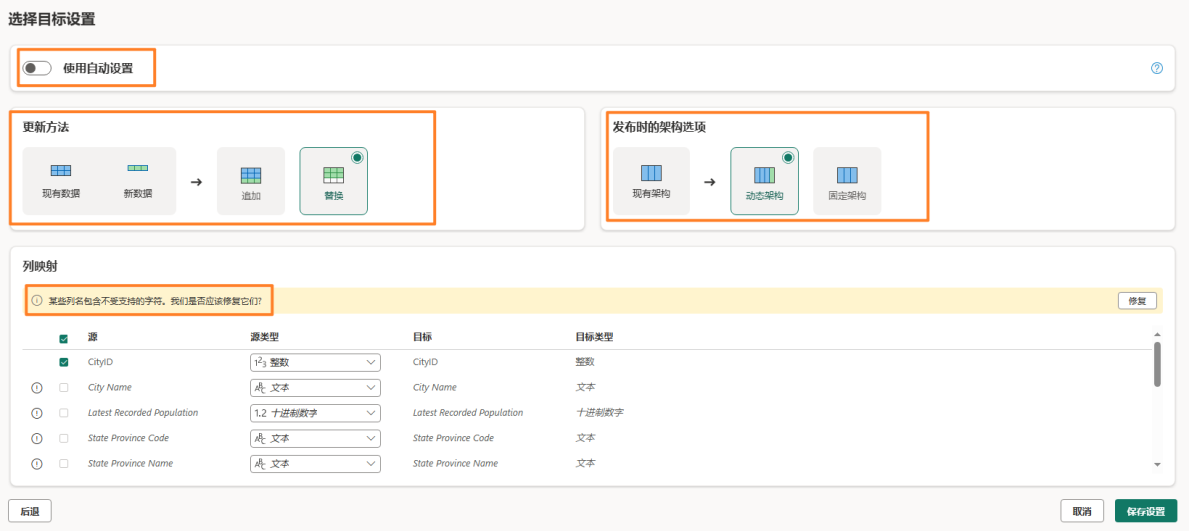 选择目标设置
使用自动设置
更新方法
现有数据 新数据 → 追加 替换
发布时的架构选项
现有架构 → 动态架构 固定架构
列映射
某些列名包含不受支持的字符。我们是否应该修复它们? 修复
源 源类型 目标 目标类型
CityID 1²₃ 整数 CityID 整数
City Name ABC 文本 City Name 文本
Latest Recorded Population 1.2 十进制数字 Latest Recorded Population 十进制数字
State Province Code ABC 文本 State Province Code 文本
State Province Name ABC 文本 State Province Name 文本
后退 取消 保存设置